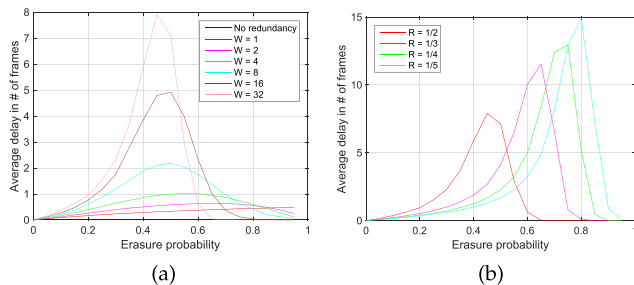 8
7
6
5
4
3
2
1
0
0
0.2
0.4
0.6
0.8
1
Average delay in # of frames
Erasure probability
No redundancy
W = 1
W = 2
W = 4
W = 8
W = 16
W = 32
(a)
15
10
5
0
0
0.2
0.4
0.6
0.8
1
Average delay in # of frames
Erasure probability
R = 1/2
R = 1/3
R = 1/4
R = 1/5
(b)